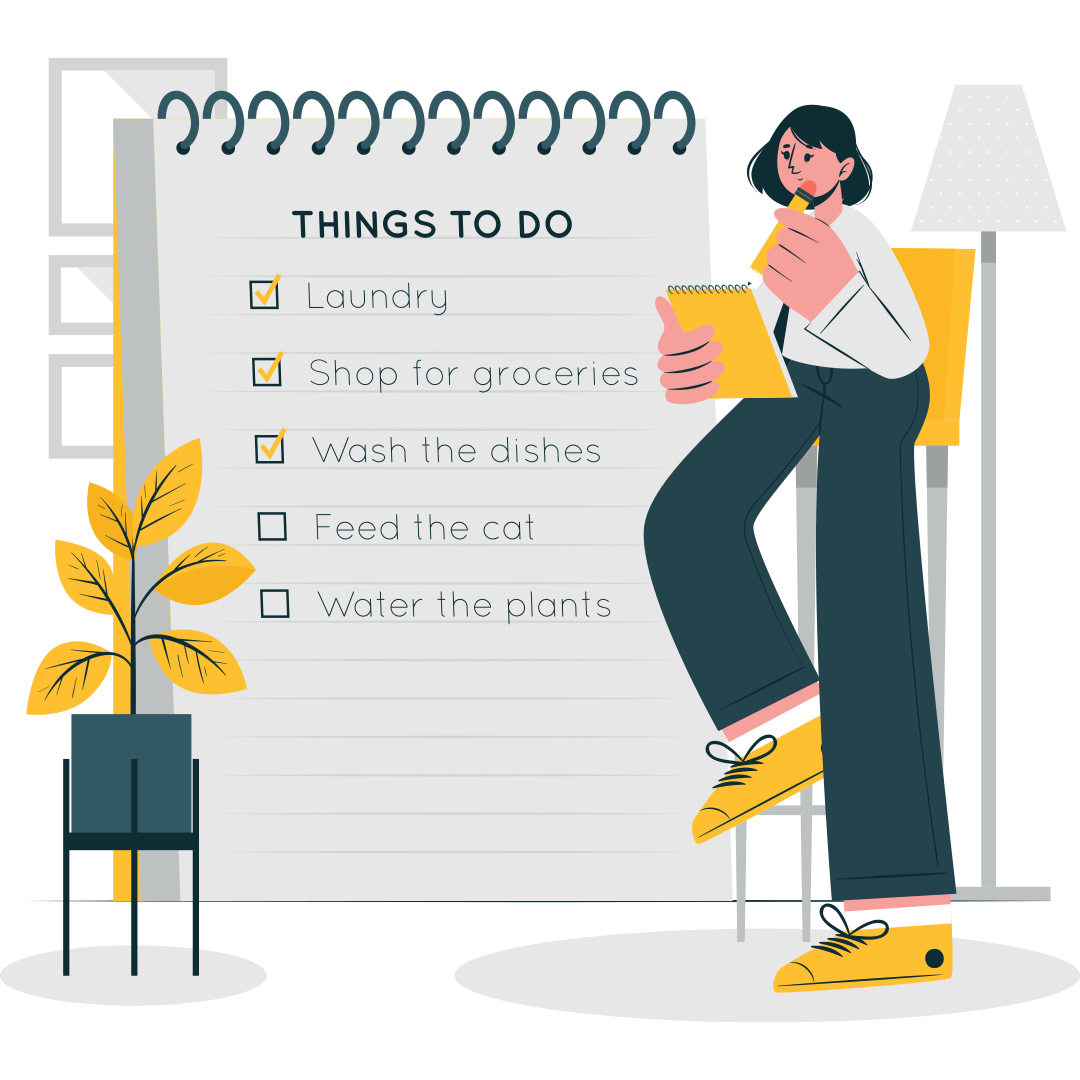 THINGS TO DO
Laundry
Shop for groceries
Wash the dishes
Feed the cat
Water the plants